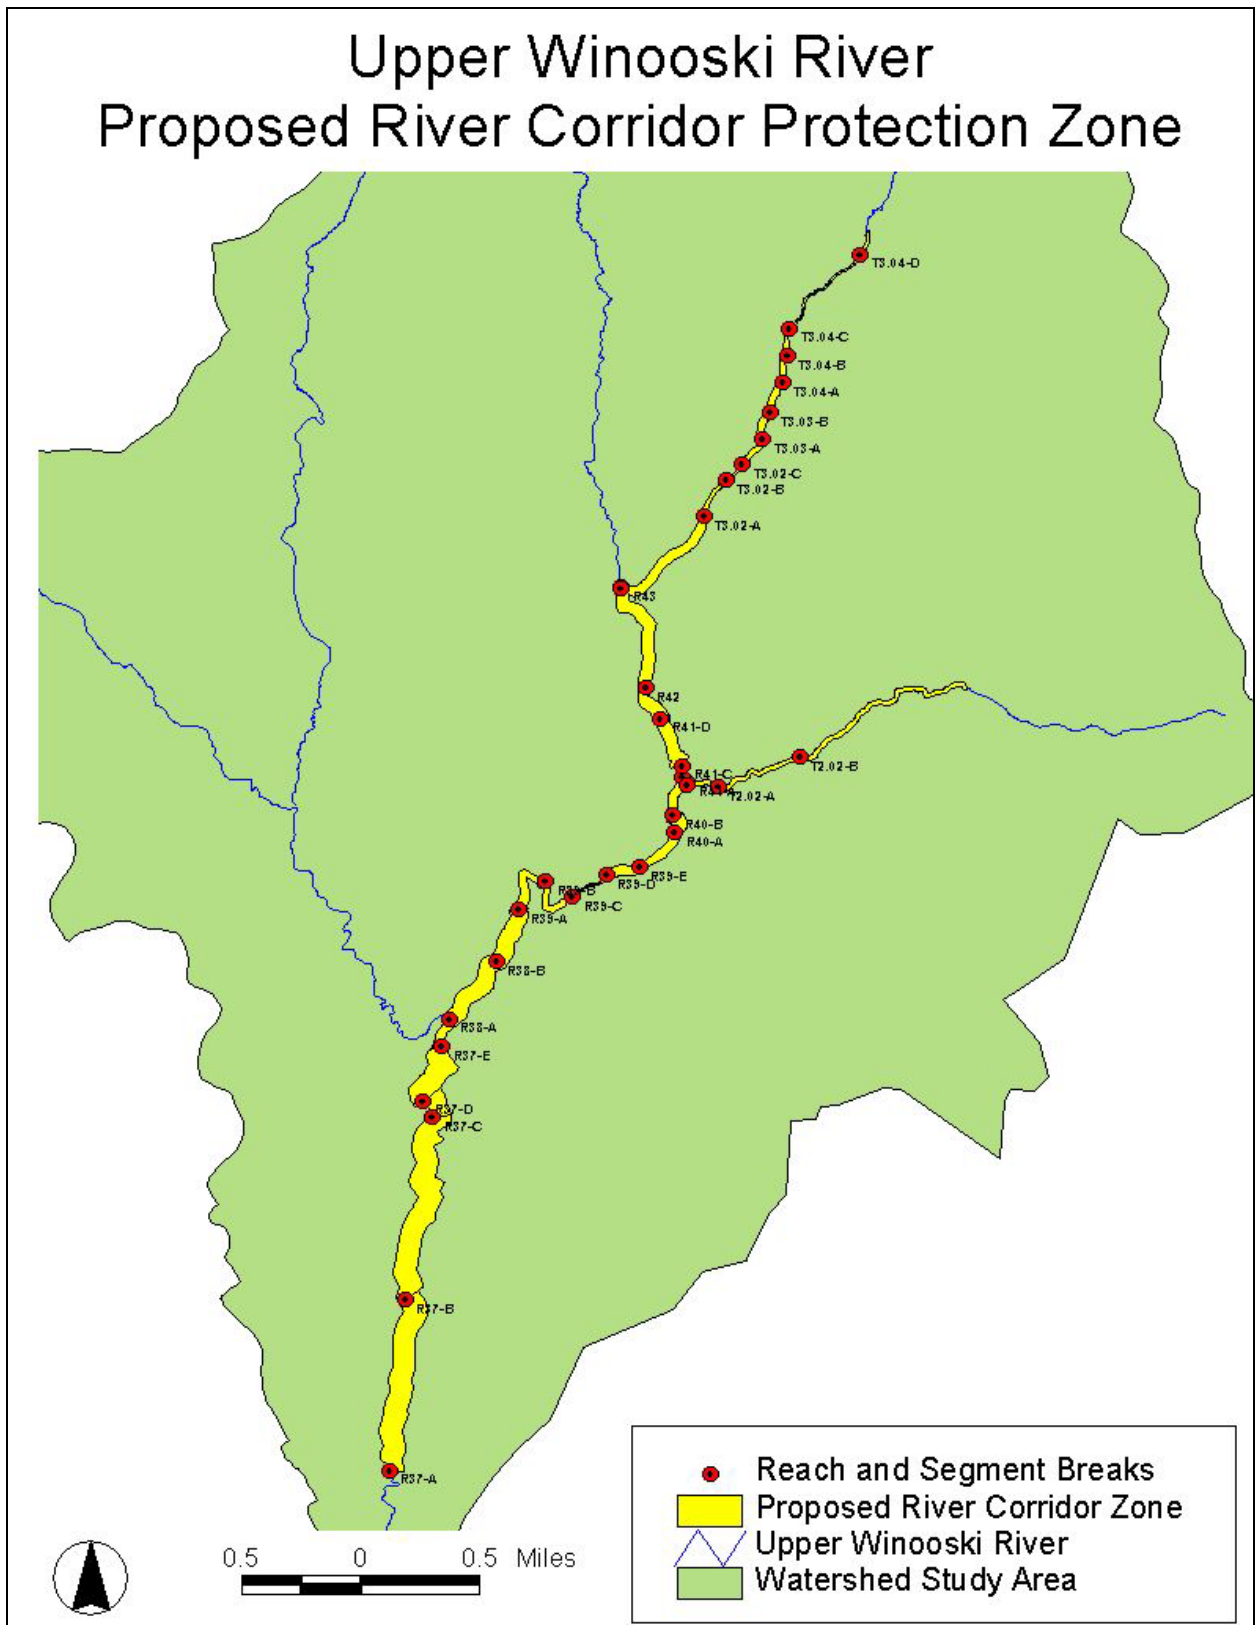 Upper Winooski River
Proposed River Corridor Protection Zone
T3.04-D
T3.04-C
T3.04-B
T3.04-A
T3.03-B
T3.03-A
T3.02-C
T3.02-B
T3.02-A
R43
R42
R41-D
T2.02-B
R41-C
R41-A
T2.02-A
R40-B
R40-A
R39-E
R39-D
R39-B
R39-C
R39-A
R38-B
R38-A
R37-E
R37-D
R37-C
R37-B
R37-A
Reach and Segment Breaks
Proposed River Corridor Zone
Upper Winooski River
Watershed Study Area
0.5 0 0.5 Miles